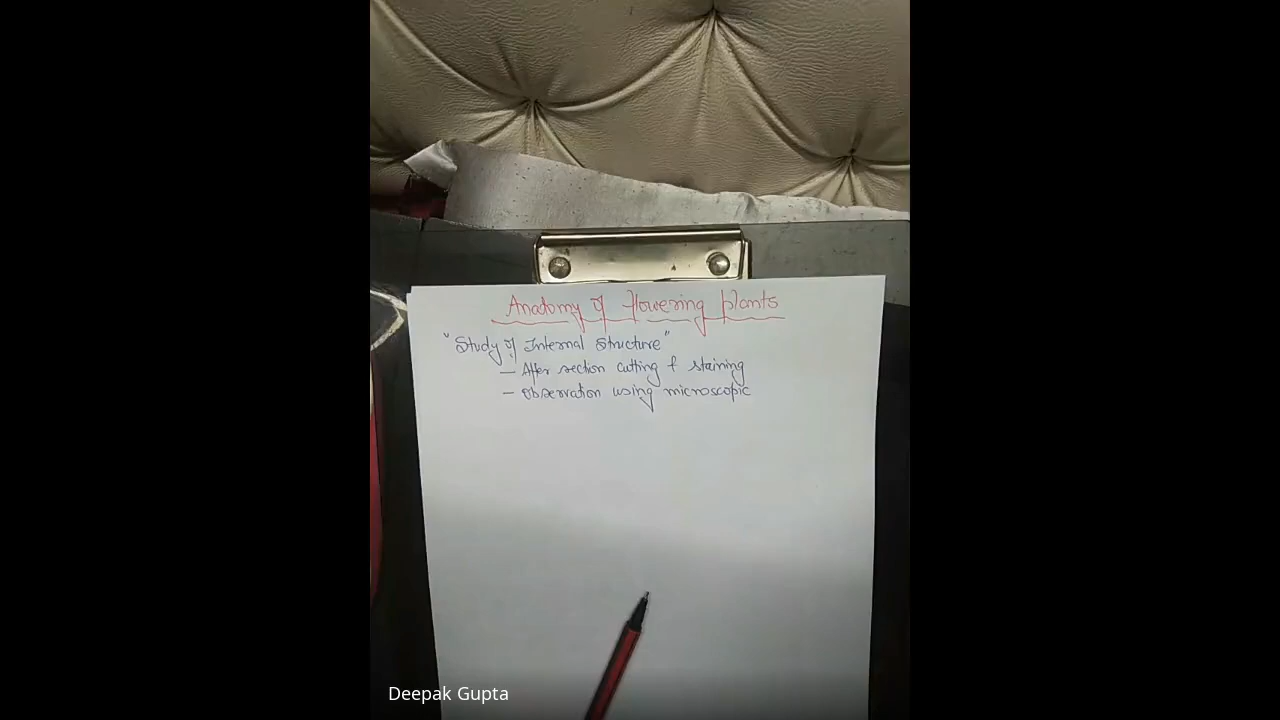 Anatomy of flowering plants
"Study of Internal Structure"
— After section cutting & staining
— Observation using microscopic
Deepak Gupta